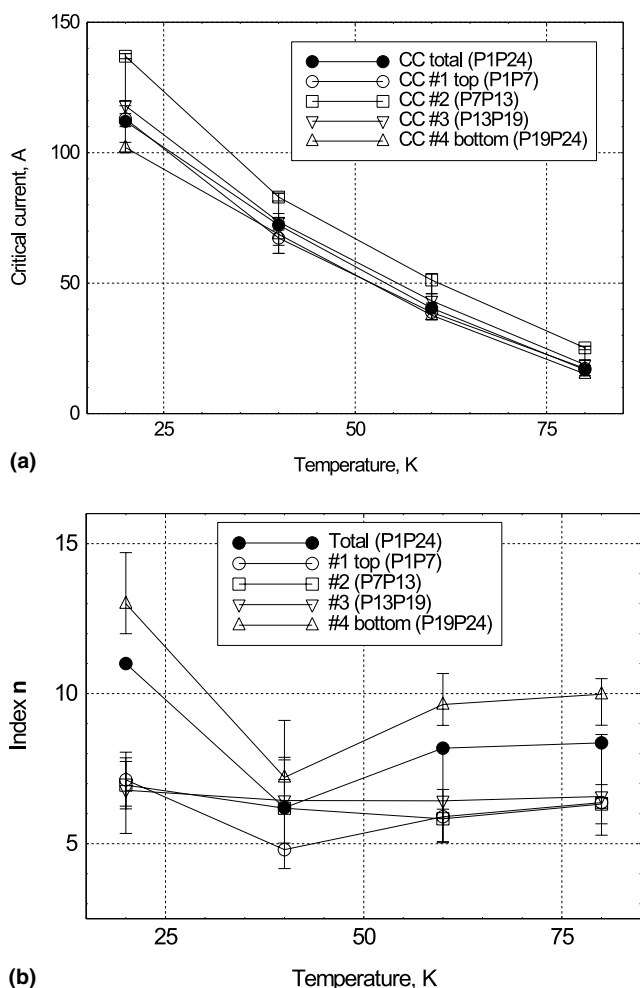 150
100
50
0
Critical current, A
CC total (P1P24)
CC #1 top (P1P7)
CC #2 (P7P13)
CC #3 (P13P19)
CC #4 bottom (P19P24)
25
50
75
Temperature, K
(a)
15
10
5
Index n
Total (P1P24)
#1 top (P1P7)
#2 (P7P13)
#3 (P13P19)
#4 bottom (P19P24)
25
50
75
Temperature, K
(b)